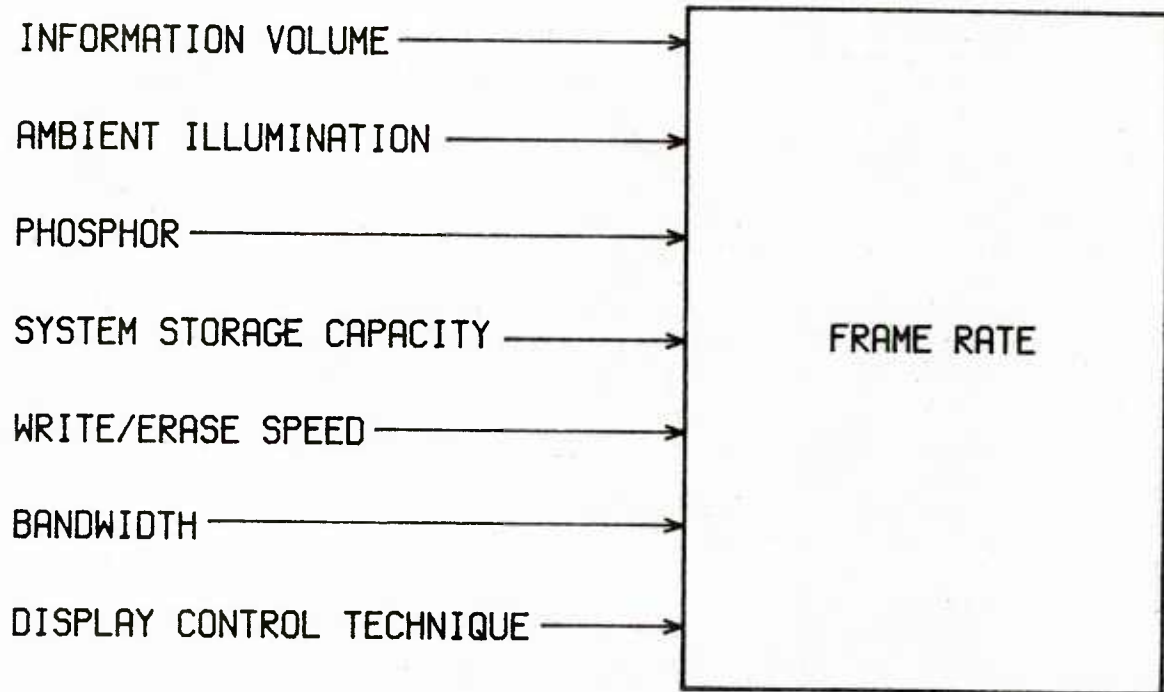 INFORMATION VOLUME
AMBIENT ILLUMINATION
PHOSPHOR
SYSTEM STORAGE CAPACITY
FRAME RATE
WRITE/ERASE SPEED
BANDWIDTH
DISPLAY CONTROL TECHNIQUE